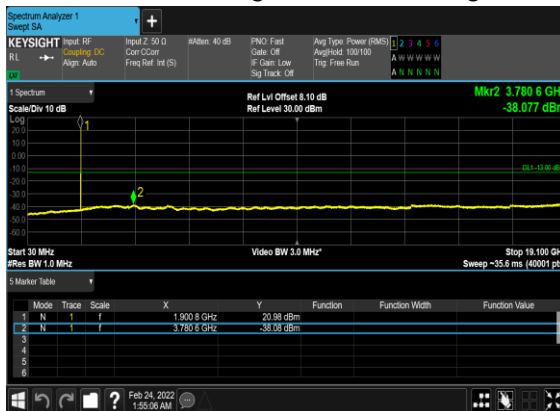 Spectrum Analyzer 1
Swept SA
KEYSIGHT Input: RF Input Z: 50 Ω #Atten: 40 dB PNO: Fast Avg Type: Power (RMS) 1 2 3 4 5 6
RL Coupling: DC Corr CCorr Gate: Off Avg|Hold: 100/100 A W W W W W
Align: Auto Freq Ref: Int (S) IF Gain: Low Trig: Free Run
Sig Track: Off A N N N N N
1 Spectrum Ref Lvl Offset 8.10 dB Mkr2 3.780 6 GH
Scale/Div 10 dB Ref Level 30.00 dBm -38.077 dBr
Log
20.0 1
10.0
0.00
-10.0 DL1 -13.00 dB
-20.0
-30.0 2
-40.0
-50.0
-60.0
Start 30 MHz Video BW 3.0 MHz* Stop 19.100 GH
#Res BW 1.0 MHz Sweep ~35.6 ms (40001 pt
5 Marker Table
Mode Trace Scale X Y Function Function Width Function Value
1 N 1 f 1.900 8 GHz 20.98 dBm
2 N 1 f 3.780 6 GHz -38.08 dBm
3
4
5
6
? Feb 24, 2022
1:55:06 AM